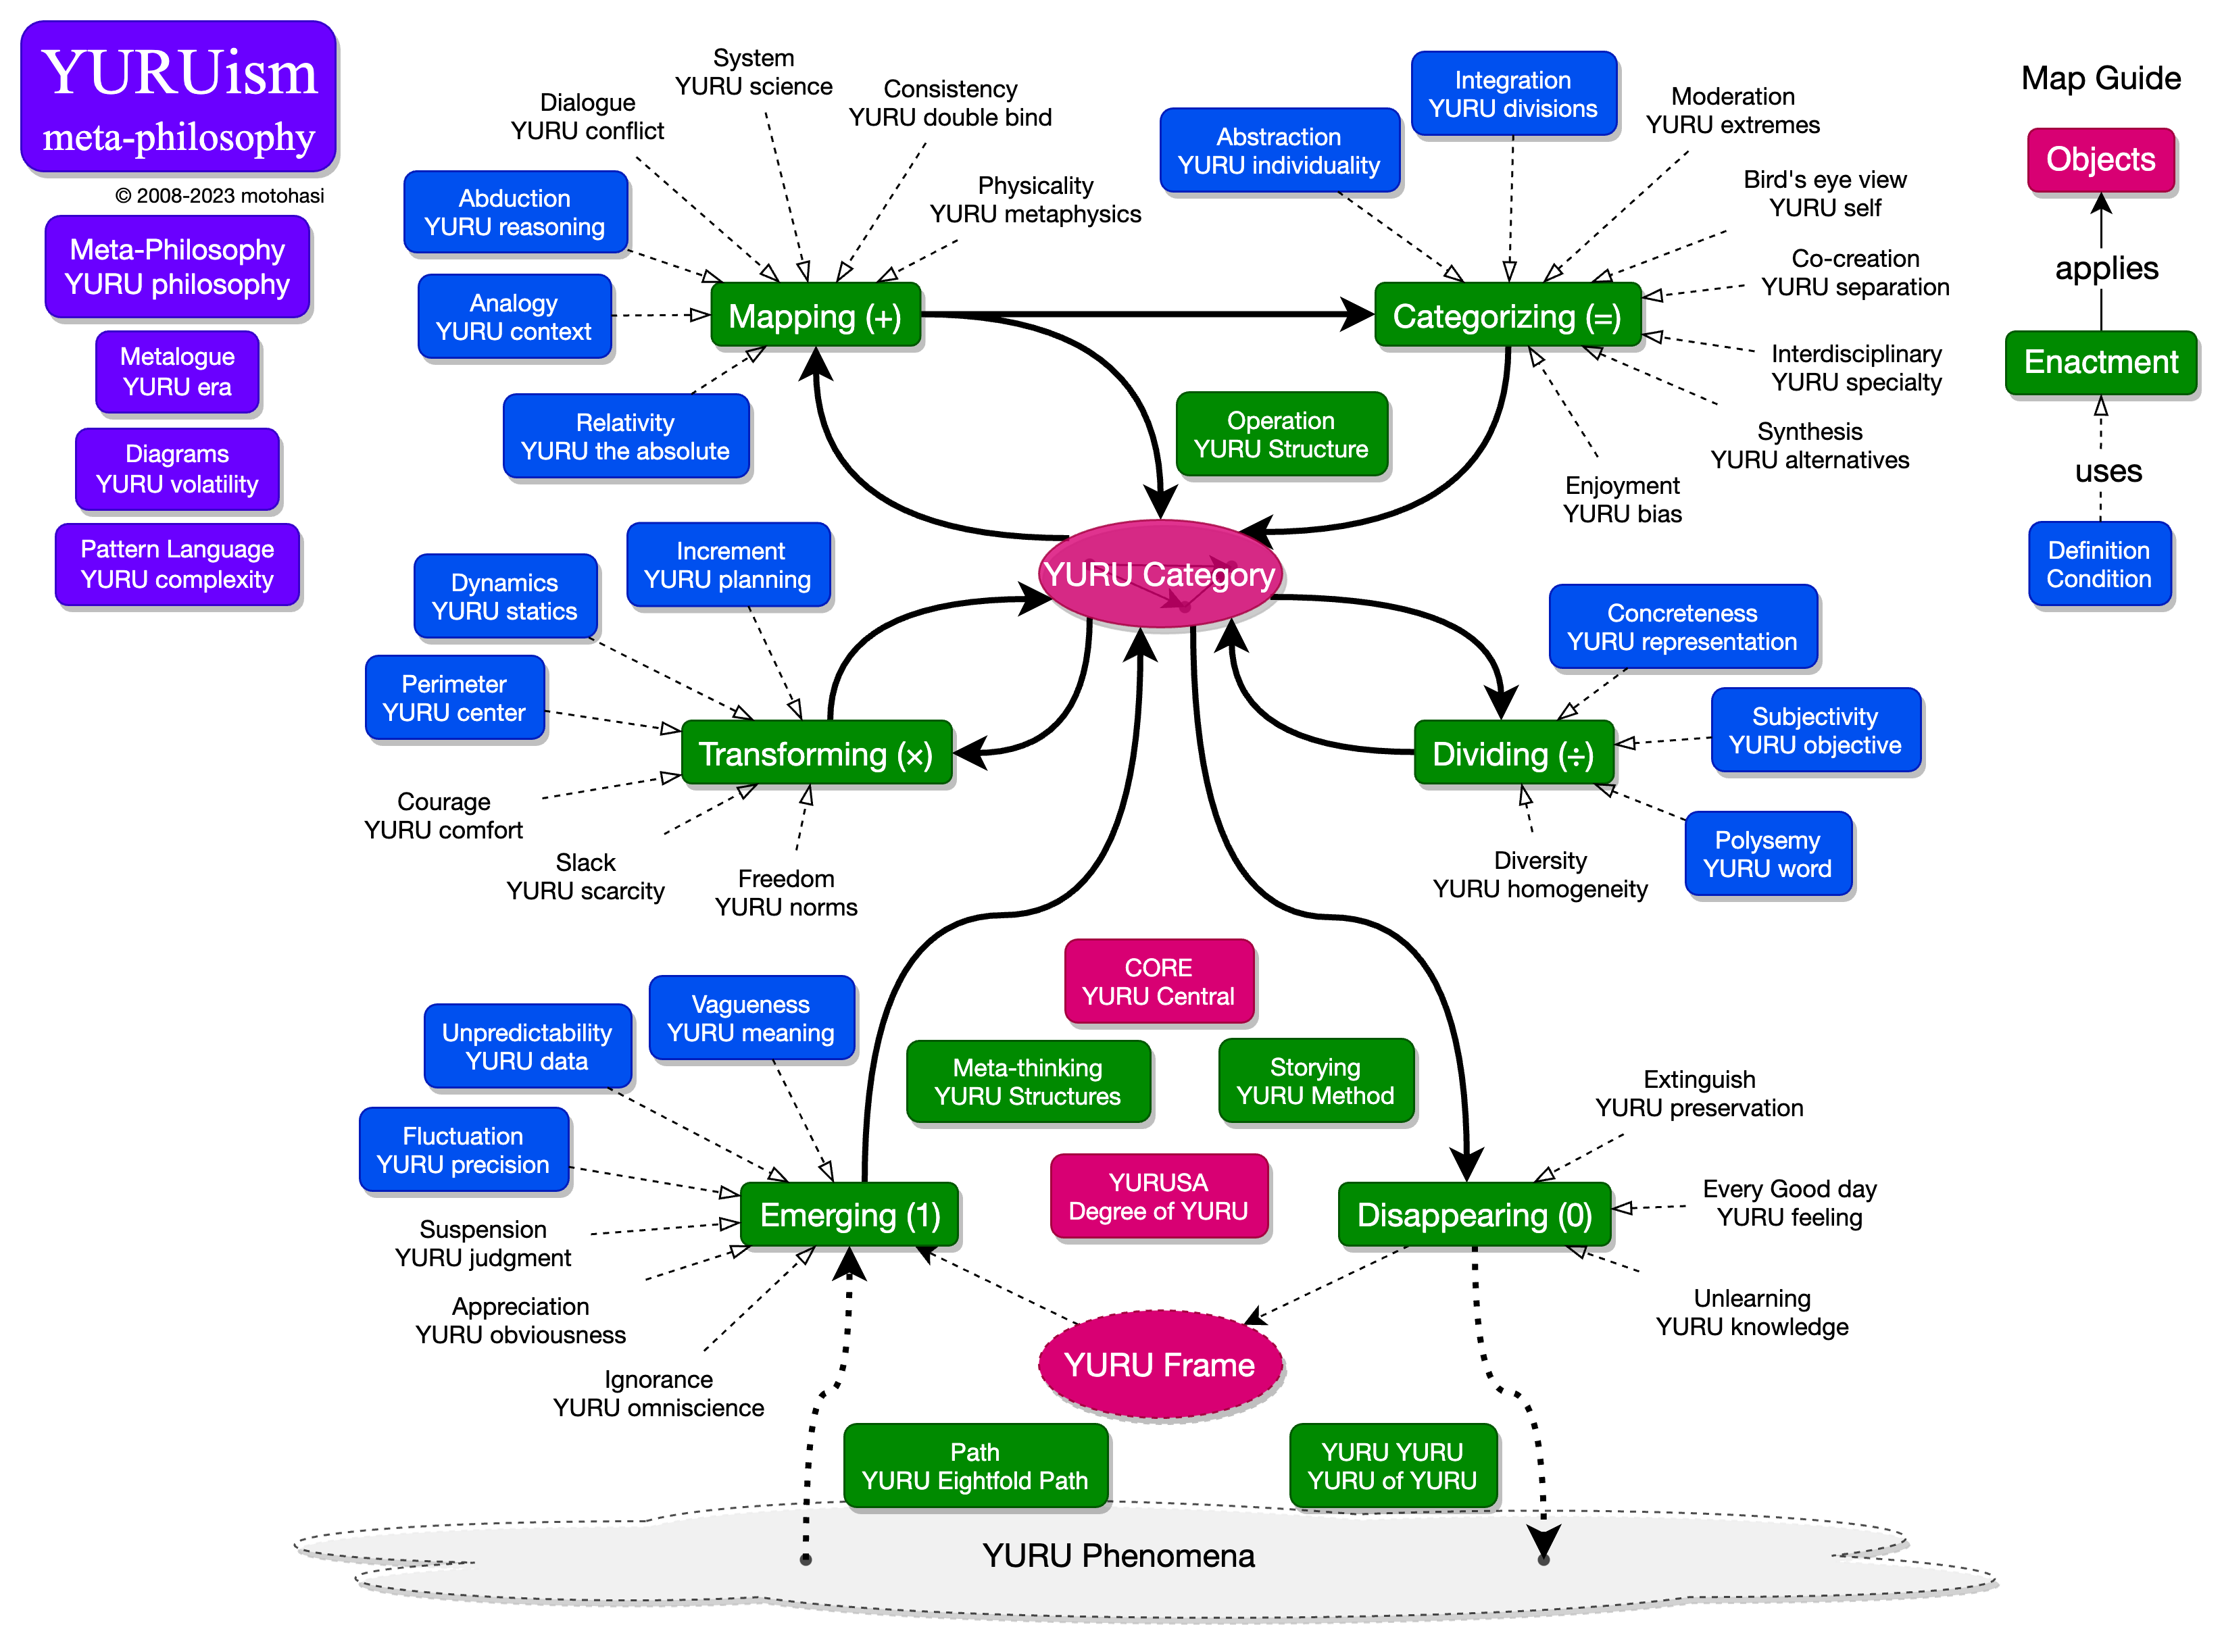 YURUism
meta-philosophy
© 2008-2023 motohasi
Meta-Philosophy
YURU philosophy
Metalogue
YURU era
Diagrams
YURU volatility
Pattern Language
YURU complexity
System
YURU science
Dialogue
YURU conflict
Consistency
YURU double bind
Abduction
YURU reasoning
Physicality
YURU metaphysics
Analogy
YURU context
Mapping (+)
Relativity
YURU the absolute
Integration
YURU divisions
Abstraction
YURU individuality
Moderation
YURU extremes
Bird's eye view
YURU self
Co-creation
YURU separation
Categorizing (=)
Interdisciplinary
YURU specialty
Synthesis
YURU alternatives
Enjoyment
YURU bias
Operation
YURU Structure
Map Guide
Objects
applies
Enactment
uses
Definition
Condition
YURU Category
Increment
YURU planning
Dynamics
YURU statics
Perimeter
YURU center
Transforming (×)
Courage
YURU comfort
Slack
YURU scarcity
Freedom
YURU norms
Concreteness
YURU representation
Subjectivity
YURU objective
Dividing (÷)
Polysemy
YURU word
Diversity
YURU homogeneity
CORE
YURU Central
Meta-thinking
YURU Structures
Storying
YURU Method
YURUSA
Degree of YURU
Vagueness
YURU meaning
Unpredictability
YURU data
Fluctuation
YURU precision
Emerging (1)
Suspension
YURU judgment
Appreciation
YURU obviousness
Ignorance
YURU omniscience
Extinguish
YURU preservation
Every Good day
YURU feeling
Disappearing (0)
Unlearning
YURU knowledge
YURU Frame
Path
YURU Eightfold Path
YURU YURU
YURU of YURU
YURU Phenomena